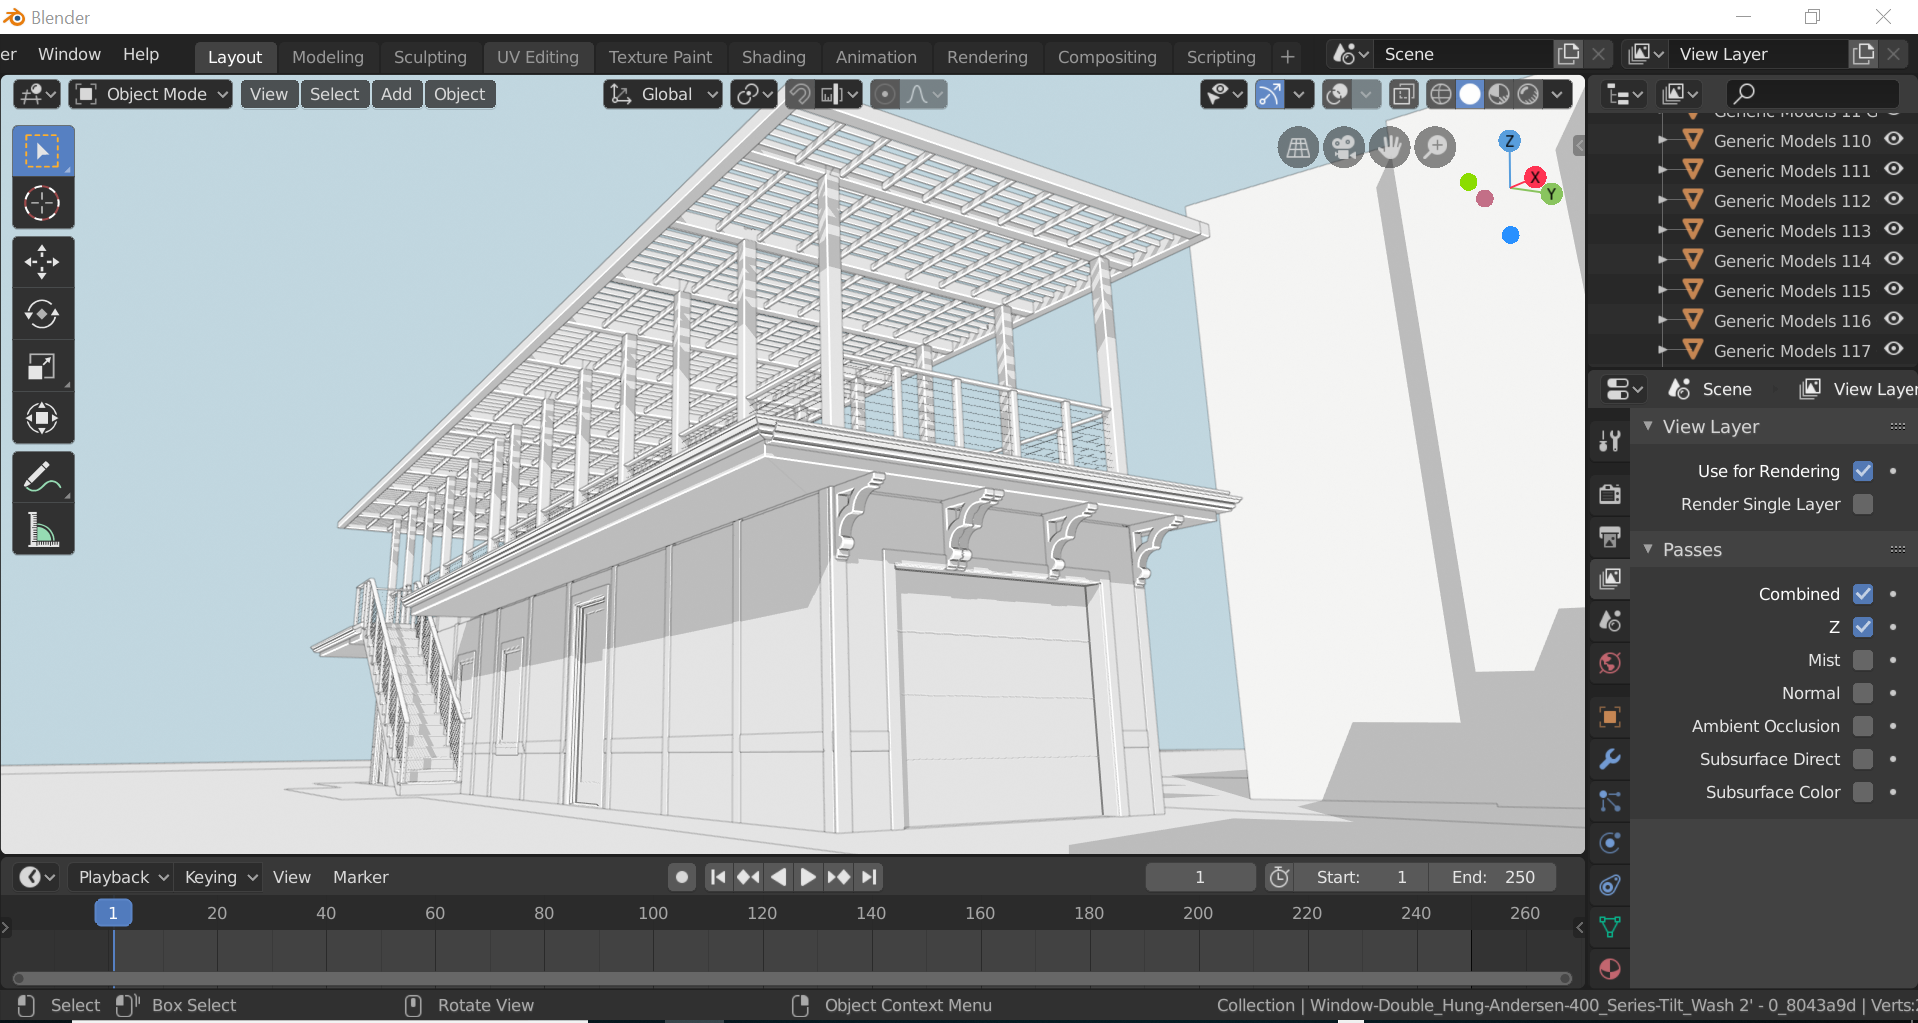 Blender
er Window Help Layout Modeling Sculpting UV Editing Texture Paint Shading Animation Rendering Compositing Scripting + Scene View Layer
Object Mode View Select Add Object Global
Z
X
Y
Generic Models 110
Generic Models 111
Generic Models 112
Generic Models 113
Generic Models 114
Generic Models 115
Generic Models 116
Generic Models 117
Scene View Layer
View Layer
Use for Rendering
Render Single Layer
Passes
Combined
Z
Mist
Normal
Ambient Occlusion
Subsurface Direct
Subsurface Color
Playback Keying View Marker 1 Start: 1 End: 250
1 20 40 60 80 100 120 140 160 180 200 220 240 260
Select Box Select Rotate View Object Context Menu Collection | Window-Double_Hung-Andersen-400_Series-Tilt_Wash 2' - 0_8043a9d | Verts: